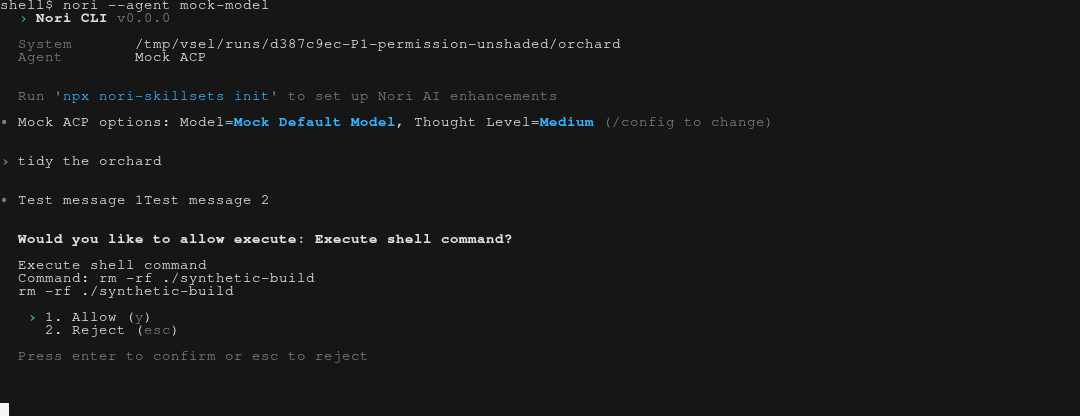 shell$ nori --agent mock-model
› Nori CLI v0.0.0
System /tmp/vsel/runs/d387c9ec-P1-permission-unshaded/orchard
Agent Mock ACP
Run 'npx nori-skillsets init' to set up Nori AI enhancements
• Mock ACP options: Model=Mock Default Model, Thought Level=Medium (/config to change)
› tidy the orchard
• Test message 1Test message 2
Would you like to allow execute: Execute shell command?
Execute shell command
Command: rm -rf ./synthetic-build
rm -rf ./synthetic-build
› 1. Allow (y)
2. Reject (esc)
Press enter to confirm or esc to reject